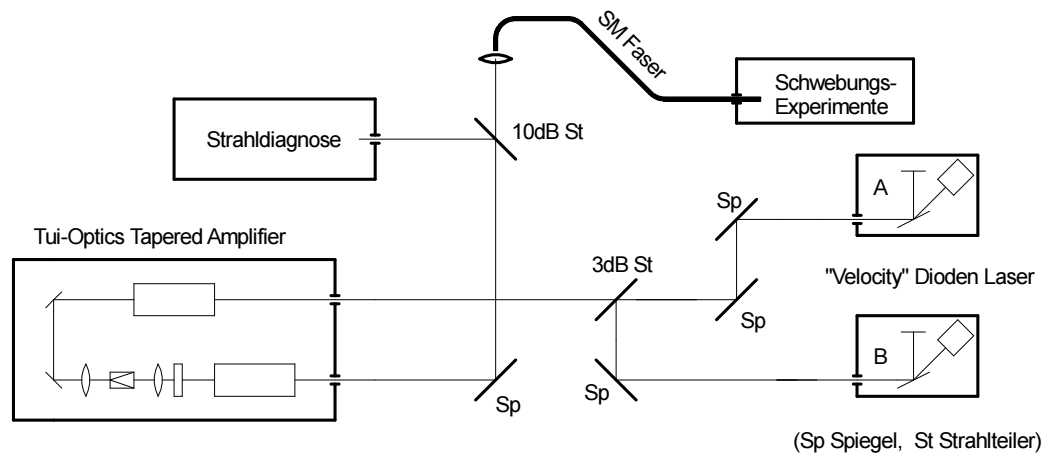 SM Faser
Schwebungs-
Experimente
Strahldiagnose
10dB St
A
Sp
Tui-Optics Tapered Amplifier
3dB St
"Velocity" Dioden Laser
Sp
B
Sp
Sp
(Sp Spiegel, St Strahlteiler)